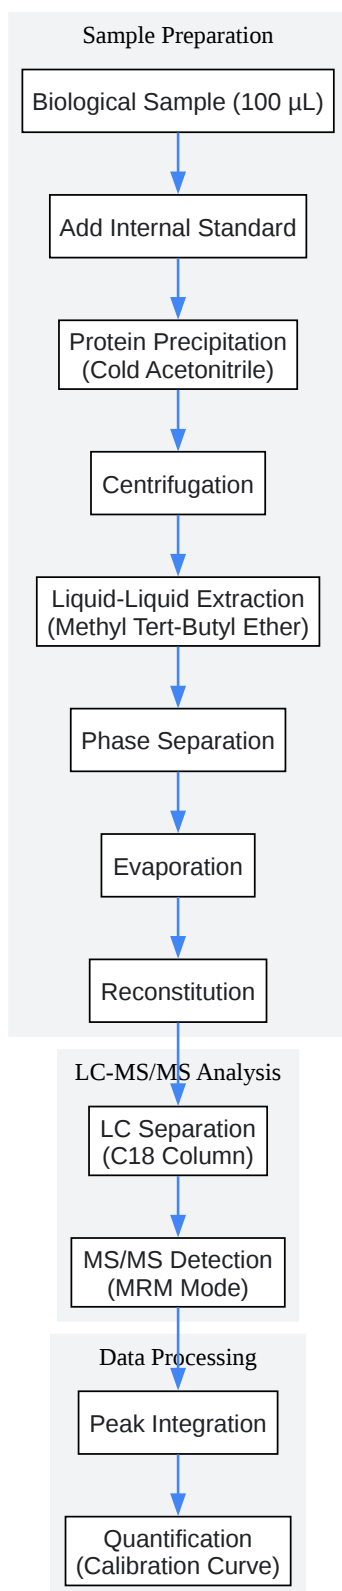 Sample Preparation
Biological Sample (100 µL)
Add Internal Standard
Protein Precipitation
(Cold Acetonitrile)
Centrifugation
Liquid-Liquid Extraction
(Methyl Tert-Butyl Ether)
Phase Separation
Evaporation
Reconstitution
LC-MS/MS Analysis
LC Separation
(C18 Column)
MS/MS Detection
(MRM Mode)
Data Processing
Peak Integration
Quantification
(Calibration Curve)